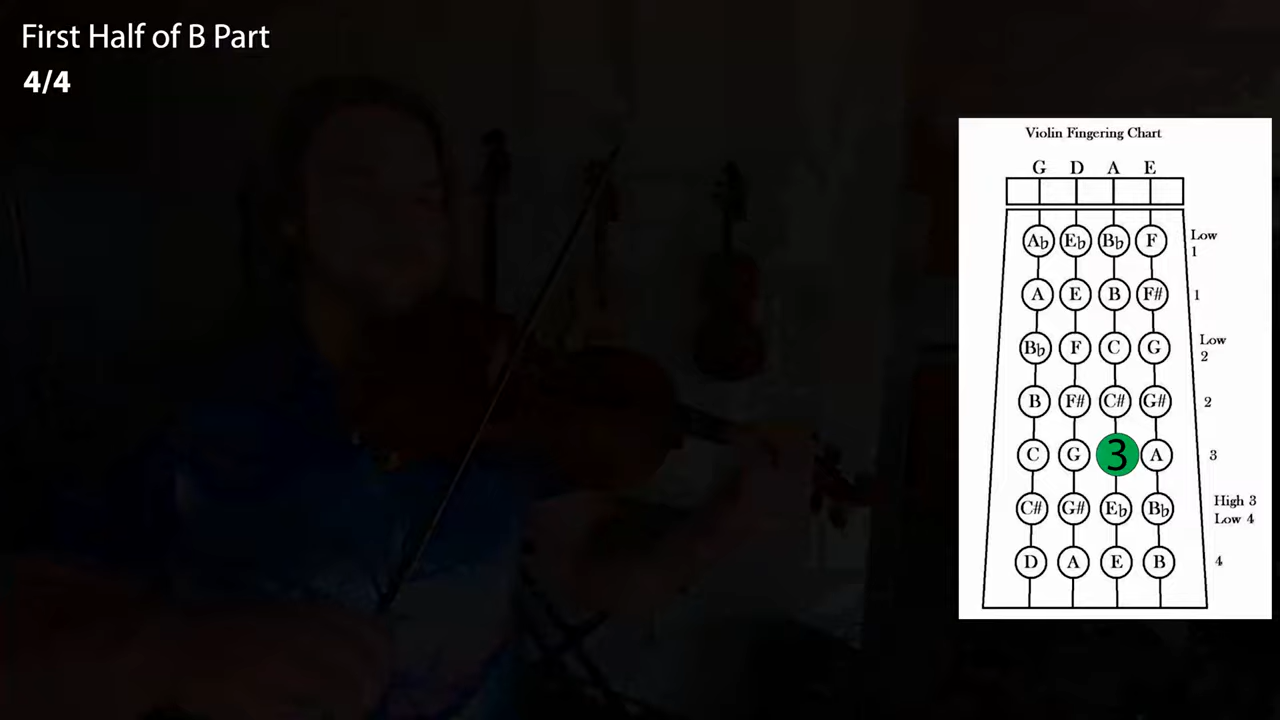 First Half of B Part
4/4
Violin Fingering Chart
G D A E
A♭ E♭ B♭ F Low 1
A E B F# 1
B♭ F C G Low 2
B F# C# G# 2
C G 3 A 3
C# G# E♭ B♭ High 3 Low 4
D A E B 4